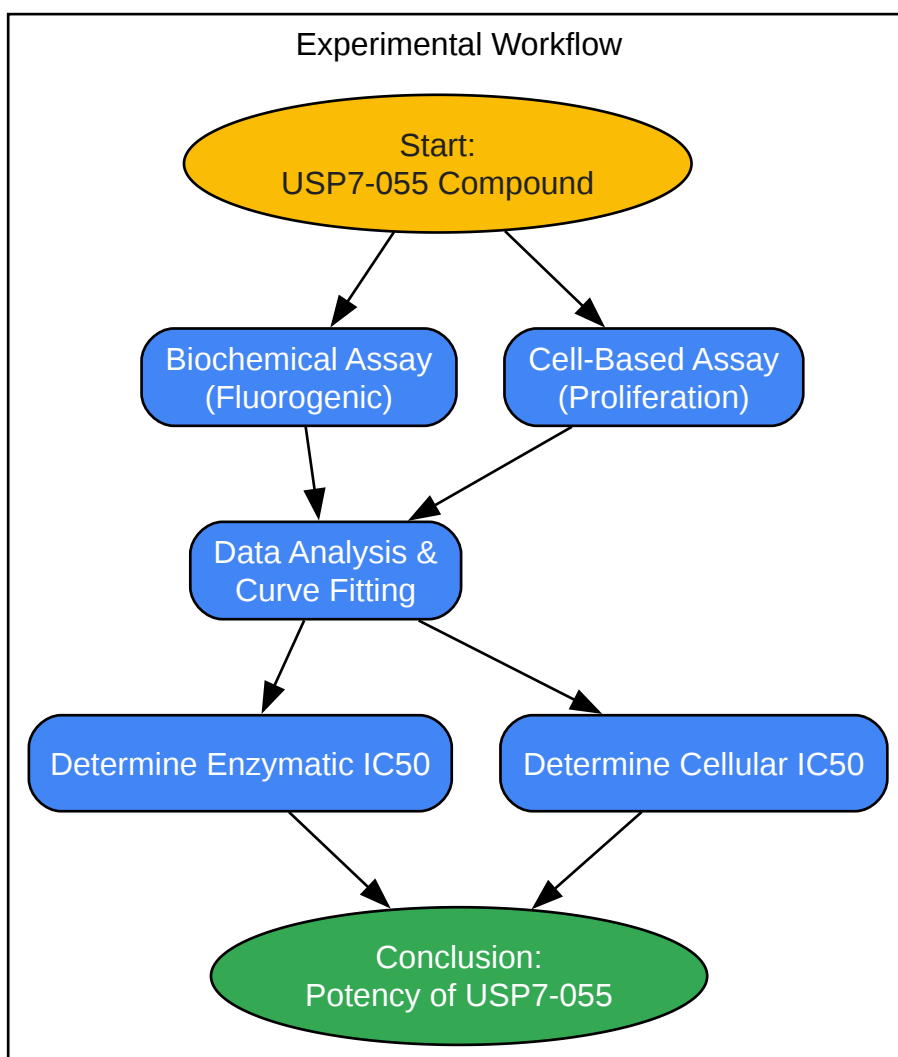 Experimental Workflow
Start:
USP7-055 Compound
Biochemical Assay
(Fluorogenic)
Cell-Based Assay
(Proliferation)
Data Analysis &
Curve Fitting
Determine Enzymatic IC50
Determine Cellular IC50
Conclusion:
Potency of USP7-055